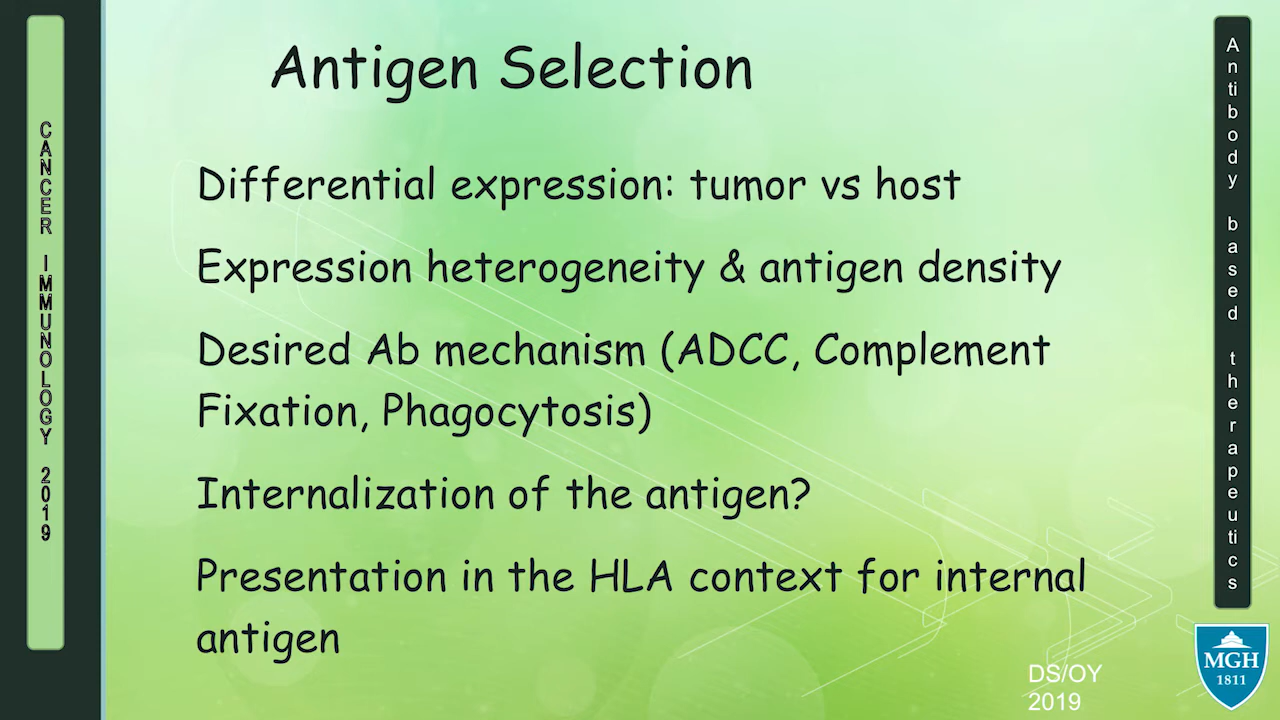 Antigen Selection
Differential expression: tumor vs host
Expression heterogeneity & antigen density
Desired Ab mechanism (ADCC, Complement
Fixation, Phagocytosis)
Internalization of the antigen?
Presentation in the HLA context for internal
antigen
CANCER IMMUNOLOGY 2019
Antibody based therapeutics
DS/OY
2019
MGH
1811